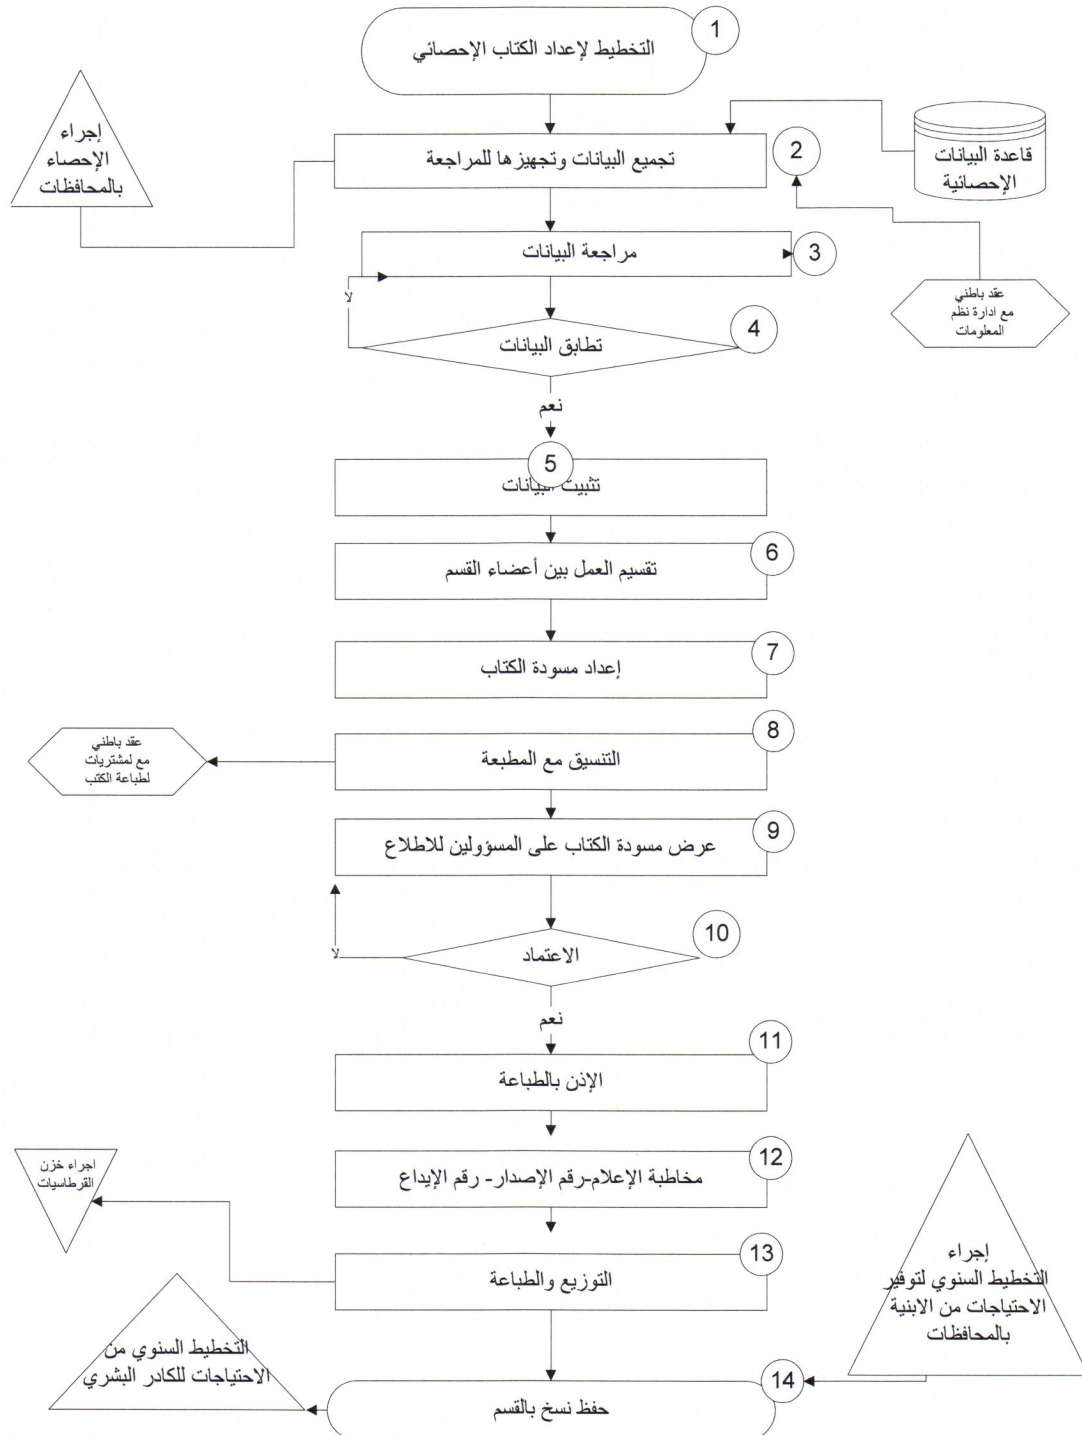 1
التخطيط لإعداد الكتاب الإحصائي
إجراء
الإحصاء
بالمحافظات
تجميع البيانات وتجهيزها للمراجعة
2
قاعدة البيانات
الإحصائية
مراجعة البيانات
3
لا
عقد باطني
مع ادارة نظم
المعلومات
تطابق البيانات
4
نعم
5
تثبيت البيانات
تقسيم العمل بين أعضاء القسم
6
إعداد مسودة الكتاب
7
عقد باطني
مع لمشتريات
لطباعة الكتب
التنسيق مع المطبعة
8
عرض مسودة الكتاب على المسؤولين للاطلاع
9
لا
الاعتماد
10
نعم
الإذن بالطباعة
11
اجراء خزن
القرطاسيات
مخاطبة الإعلام-رقم الإصدار- رقم الإيداع
12
التوزيع والطباعة
13
إجراء
التخطيط السنوي لتوفير
الاحتياجات من الابنية
بالمحافظات
التخطيط السنوي من
الاحتياجات للكادر البشري
حفظ نسخ بالقسم
14